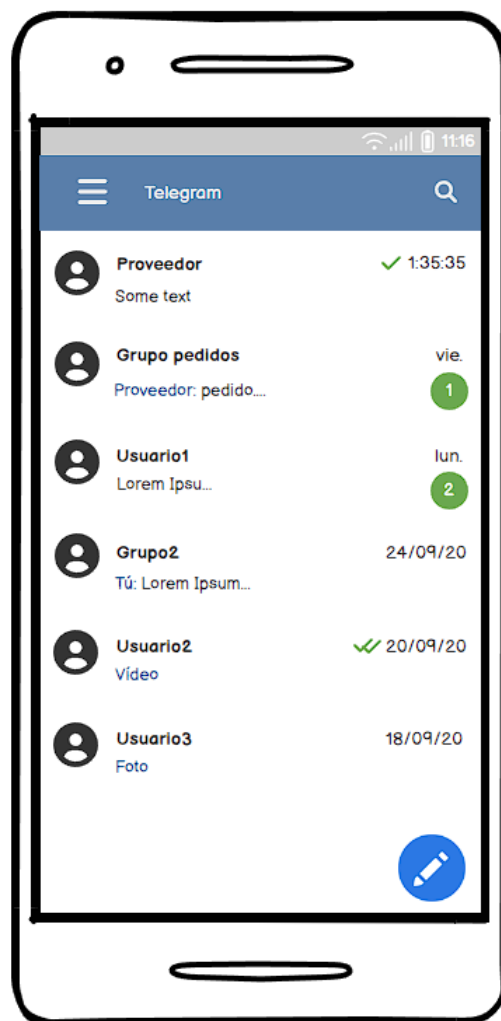 11:16
Telegram
Proveedor 1:35:35
Some text
Grupo pedidos vie.
Proveedor: pedido.... 1
Usuario1 lun.
Lorem Ipsu... 2
Grupo2 24/09/20
Tú: Lorem Ipsum...
Usuario2 20/09/20
Vídeo
Usuario3 18/09/20
Foto